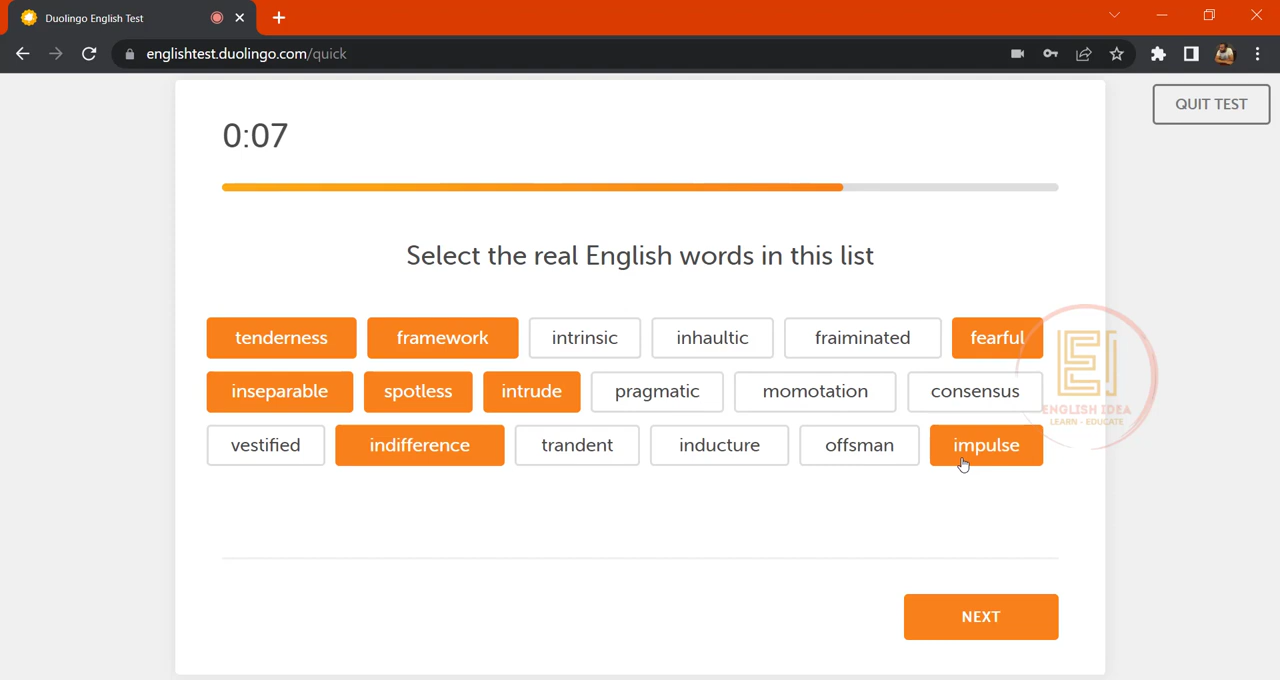 Duolingo English Test
englishtest.duolingo.com/quick
QUIT TEST
0:07
Select the real English words in this list
tenderness framework intrinsic inhaultic fraiminated fearful
inseparable spotless intrude pragmatic momotation consensus
vestified indifference trandent inducture offsman impulse
EI
ENGLISH IDEA
LEARN - EDUCATE
NEXT